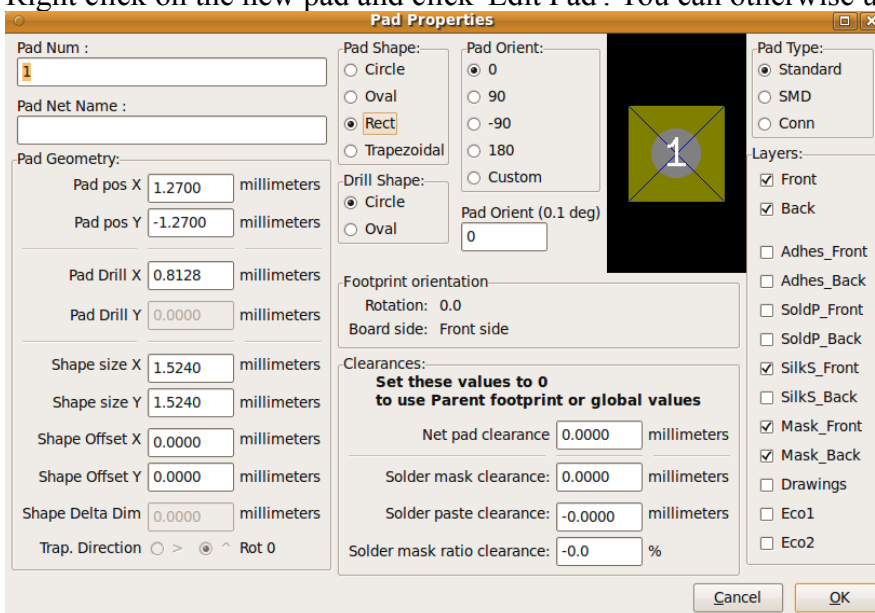 Right click on the new pad and click 'Edit Pad'. You can otherwise u
Pad Properties
Pad Num :
1
Pad Net Name :
Pad Geometry:
Pad pos X 1.2700 millimeters
Pad pos Y -1.2700 millimeters
Pad Drill X 0.8128 millimeters
Pad Drill Y 0.0000 millimeters
Shape size X 1.5240 millimeters
Shape size Y 1.5240 millimeters
Shape Offset X 0.0000 millimeters
Shape Offset Y 0.0000 millimeters
Shape Delta Dim 0.0000 millimeters
Trap. Direction > ^ Rot 0
Pad Shape:
Circle
Oval
Rect
Trapezoidal
Drill Shape:
Circle
Oval
Pad Orient:
0
90
-90
180
Custom
Pad Orient (0.1 deg)
0
1
Footprint orientation
Rotation: 0.0
Board side: Front side
Clearances:
Set these values to 0
to use Parent footprint or global values
Net pad clearance 0.0000 millimeters
Solder mask clearance: 0.0000 millimeters
Solder paste clearance: -0.0000 millimeters
Solder mask ratio clearance: -0.0 %
Pad Type:
Standard
SMD
Conn
Layers:
Front
Back
Adhes_Front
Adhes_Back
SoldP_Front
SoldP_Back
SilkS_Front
SilkS_Back
Mask_Front
Mask_Back
Drawings
Eco1
Eco2
Cancel OK